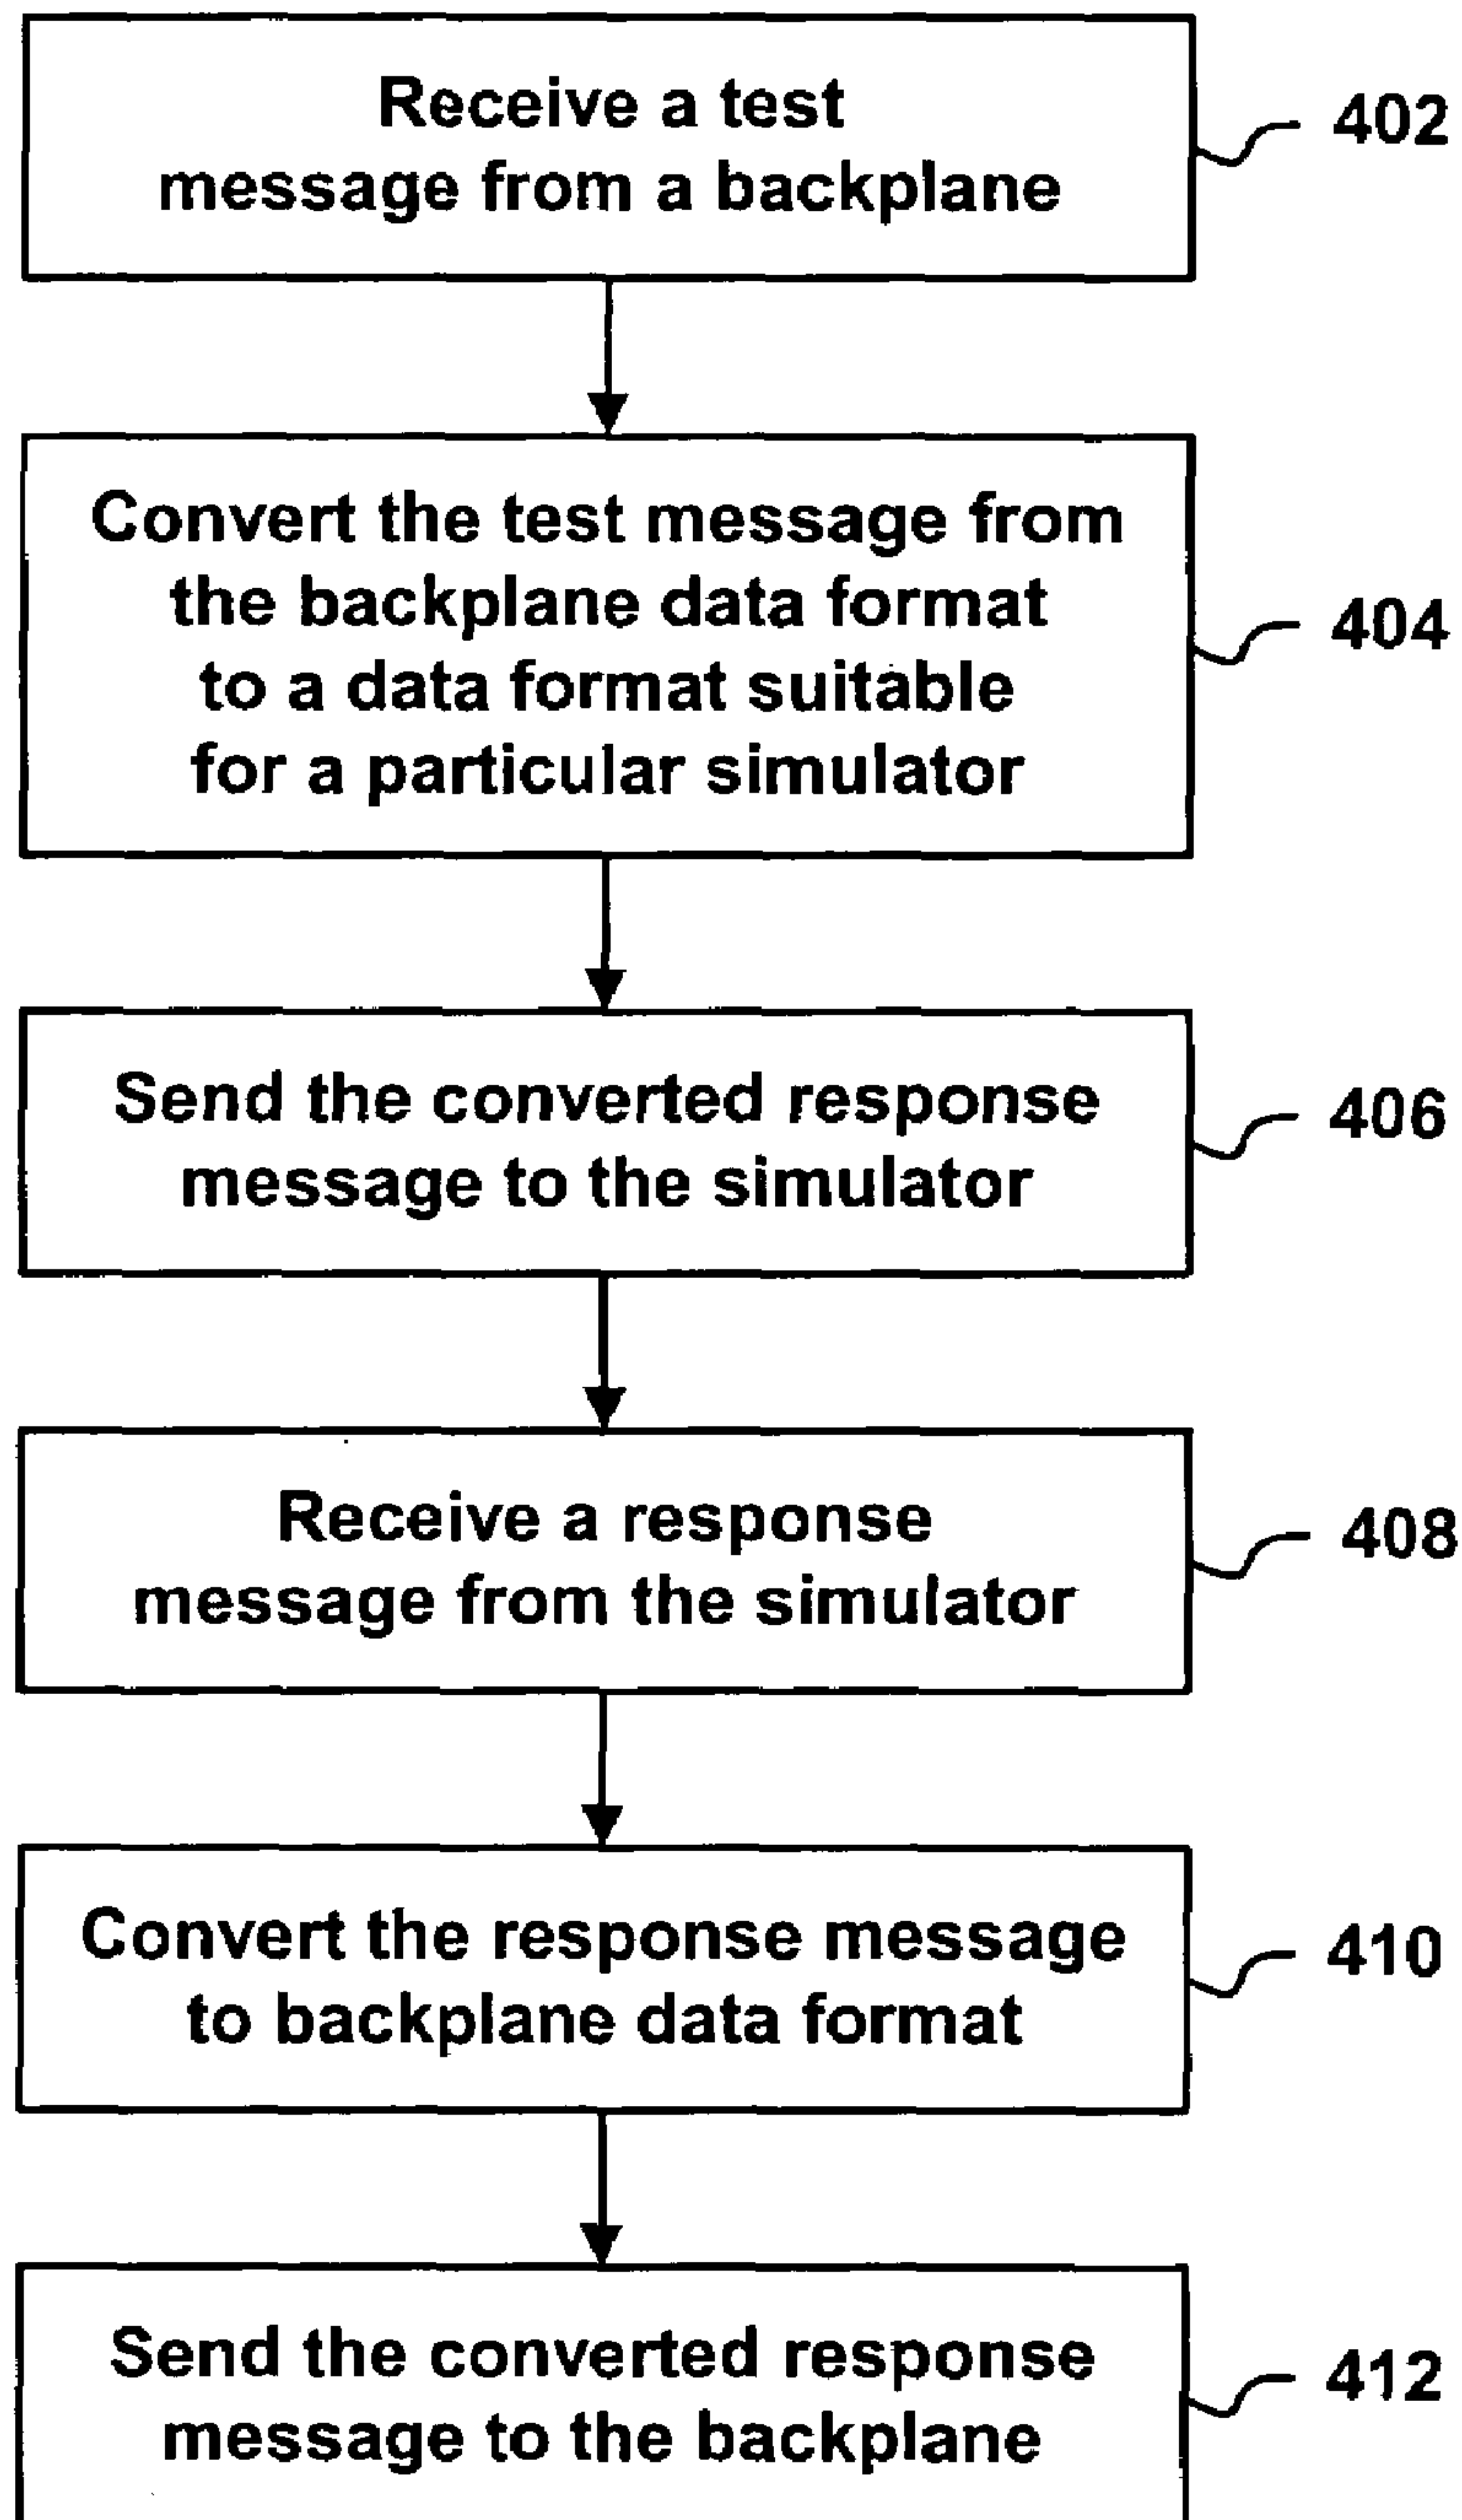 Receive a test
message from a backplane
402
Convert the test message from
the backplane data format
to a data format suitable
for a particular simulator
404
Send the converted response
message to the simulator
406
Receive a response
message from the simulator
408
Convert the response message
to backplane data format
410
Send the converted response
message to the backplane
412